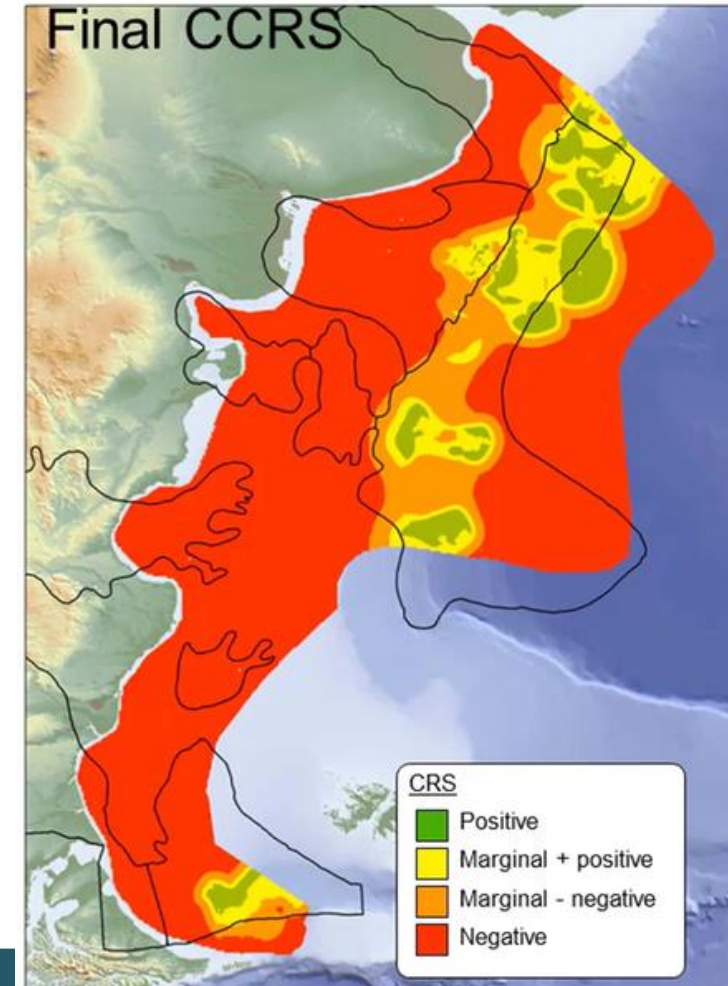 Final CCRS
CRS
Positive
Marginal + positive
Marginal - negative
Negative